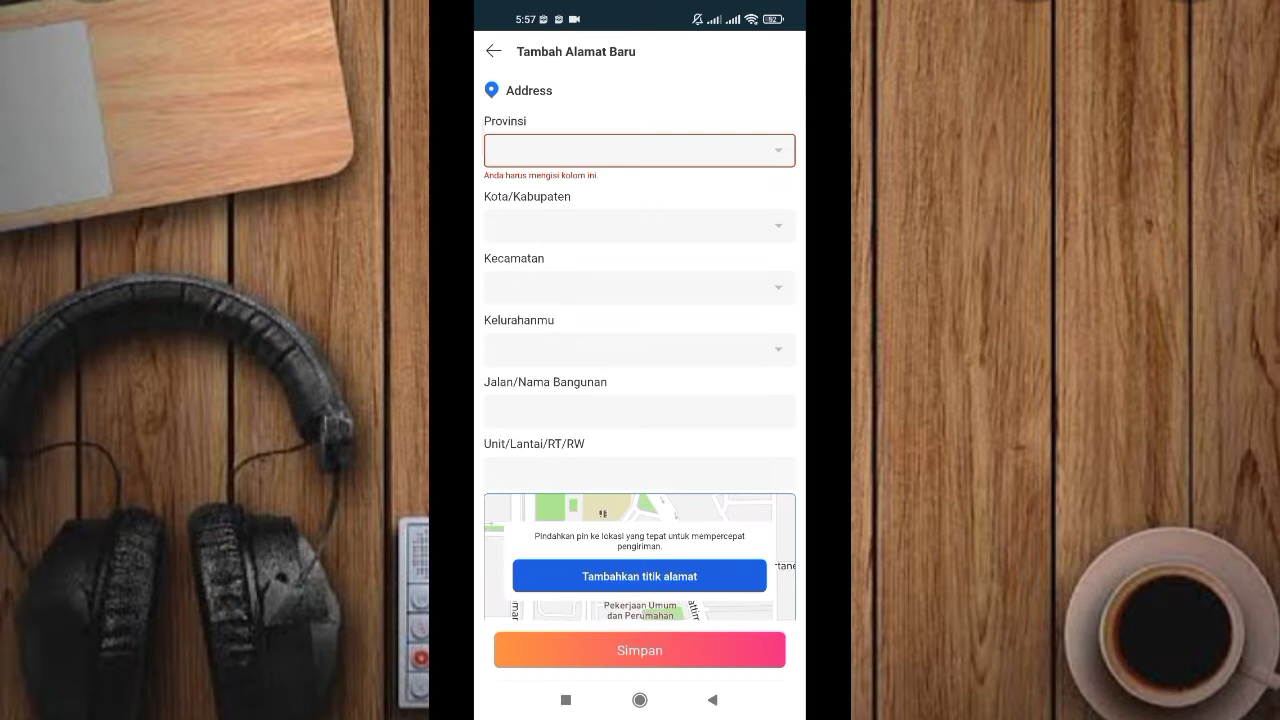 5:57
52
Tambah Alamat Baru
Address
Provinsi
Anda harus mengisi kolom ini.
Kota/Kabupaten
Kecamatan
Kelurahanmu
Jalan/Nama Bangunan
Unit/Lantai/RT/RW
Pindahkan pin ke lokasi yang tepat untuk mempercepat
pengiriman.
Tambahkan titik alamat
Pekerjaan Umum
dan Perumahan
Simpan